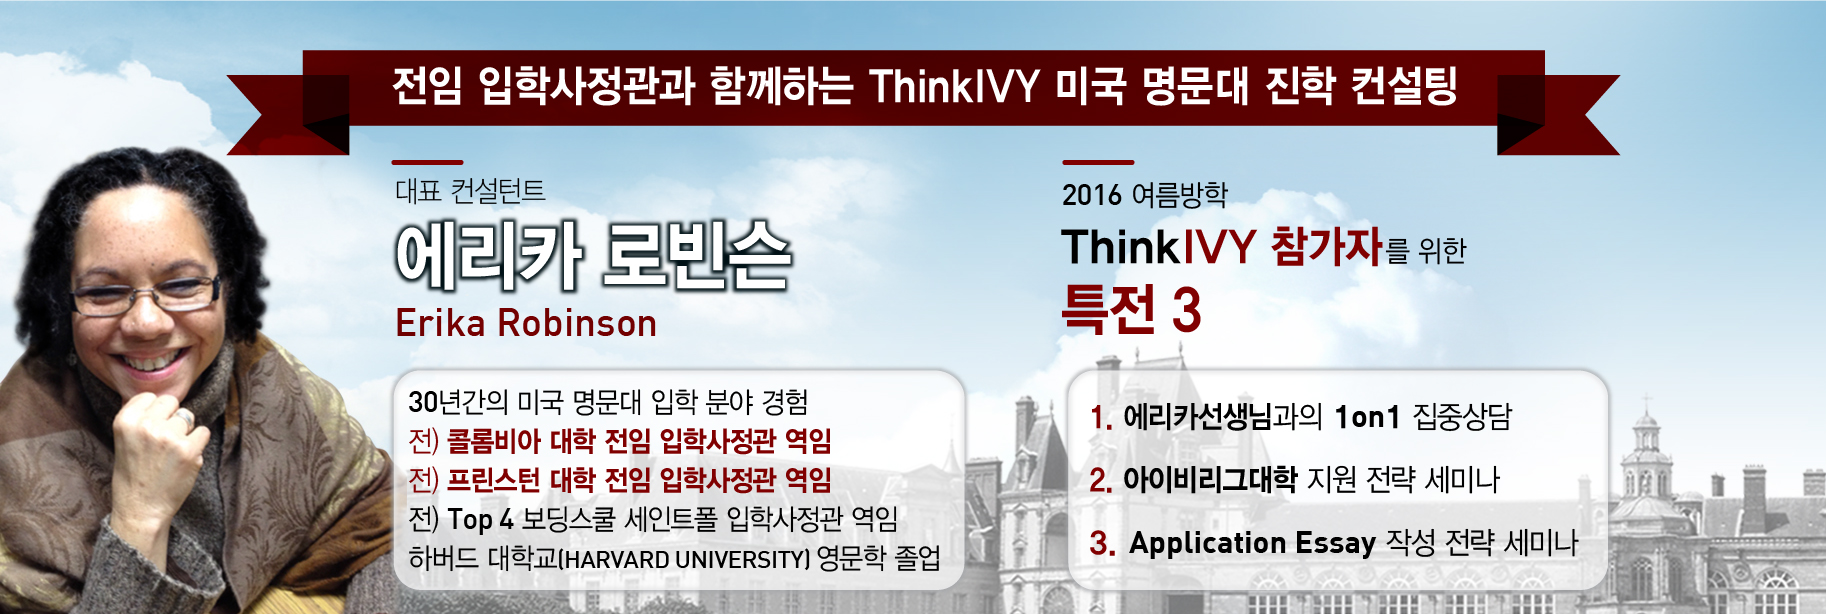 전임 입학사정관과 함께하는 ThinkIVY 미국 명문대 진학 컨설팅
대표 컨설턴트
에리카 로빈슨
Erika Robinson
30년간의 미국 명문대 입학 분야 경험
전) 콜롬비아 대학 전임 입학사정관 역임
전) 프린스턴 대학 전임 입학사정관 역임
전) Top 4 보딩스쿨 세인트폴 입학사정관 역임
하버드 대학교(HARVARD UNIVERSITY) 영문학 졸업
2016 여름방학
ThinkIVY 참가자를 위한
특전 3
1. 에리카선생님과의 1on1 집중상담
2. 아이비리그대학 지원 전략 세미나
3. Application Essay 작성 전략 세미나